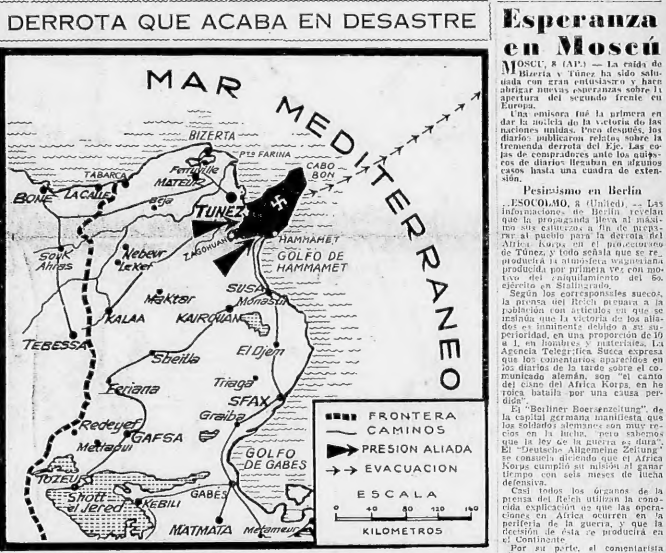 DERROTA QUE ACABA EN DESASTRE
MAR MEDITERRANEO
BIZERTA
Pto FARINA
CABO
BON
Ferryville
MATEUR
TABARCA
BONE
LACALLE
Beja
TUNEZ
ZAGOHUAN
HAMMAMET
GOLFO DE
HAMMAMET
Souk
Ahras
Nebeur
Le Kef
SUSA
Monastir
Maktar
KALAA
KAIROUAN
TEBESSA
El Djem
Sbeitla
Feriana
Triaga
SFAX
Graiba
Redeyef
GAFSA
Metlaoui
GOLFO
DE GABES
TOZEUR
Shott
el Jered
KEBILI
GABES
MATMATA
Metameur
FRONTERA
CAMINOS
PRESION ALIADA
EVACUACION
ESCALA
0 40 80 120 160
KILOMETROS
Esperanza
en Moscú
MOSCU, 8 (AP.) — La caída de
Bizerta y Túnez ha sido salu-
dada con gran entusiasmo y hace
abrigar nuevas esperanzas sobre la
apertura del segundo frente en
Europa.
Una emisora fué la primera en
dar la noticia de la victoria de las
naciones unidas. Poco después, los
diarios publicaron relatos sobre la
tremenda derrota del Eje. Las co-
las de compradores ante los quios-
cos de diarios llegaban en algunos
casos hasta una cuadra de exten-
sión.
Pesimismo en Berlín
ESOCOLMO, 8 (United). — Las
informaciones de Berlín revelan
que la propaganda lleva al máxi-
mo sus esfuerzos a fin de prepa-
rar al pueblo para la derrota del
Africa Korps en el protectorado
de Túnez, y todo señala que se re-
producirá la atmósfera wagneriana
producida por primera vez con mo-
tivo del aniquilamiento del 6o.
ejército en Stalingrado.
Según los corresponsales suecos,
la prensa del Reich prepara a la
población con artículos en que se
insinúa que la victoria de los alia-
dos es inminente debido a su su-
perioridad, en una proporción de 10
a 1, en hombres y materiales. La
Agencia Telegráfica Sueca expresa
que los comentarios aparecidos en
los diarios de la tarde sobre el co-
municado alemán, son "el canto
del cisne del Africa Korps, en he-
roica batalla por una causa per-
dida".
El "Berliner Boersenzeitung", de
la capital germana manifiesta que
los soldados alemanes son muy re-
cios en la lucha, "pero sabemos
que la ley de la guerra es dura".
El "Deutsche Allgemeine Zeitung"
se consuela diciendo que el Africa
Korps cumplió su misión al ganar
tiempo con seis meses de lucha
defensiva.
Casi todos los órganos de la
prensa del Reich utilizan la cono-
cida explicación de que las opera-
ciones en Africa ocurren en la
periferia de la guerra, y que la
decisión de ésta se producirá en
el Continente.
Por su parte, el comentarista